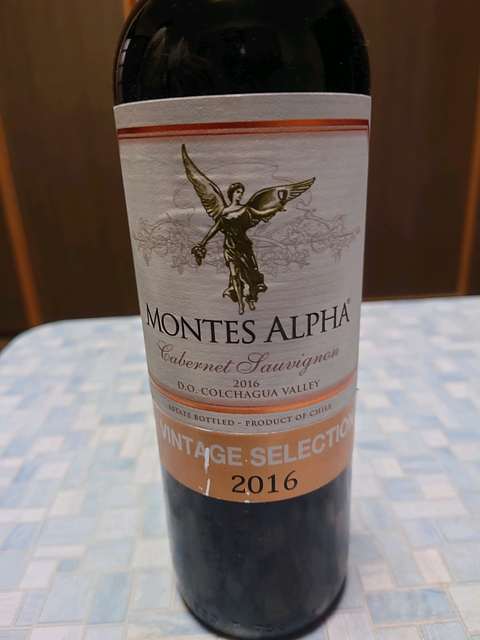 MONTES ALPHA®
Cabernet Sauvignon
2016
D.O. COLCHAGUA VALLEY
ESTATE BOTTLED - PRODUCT OF CHILE
VINTAGE SELECTION
2016